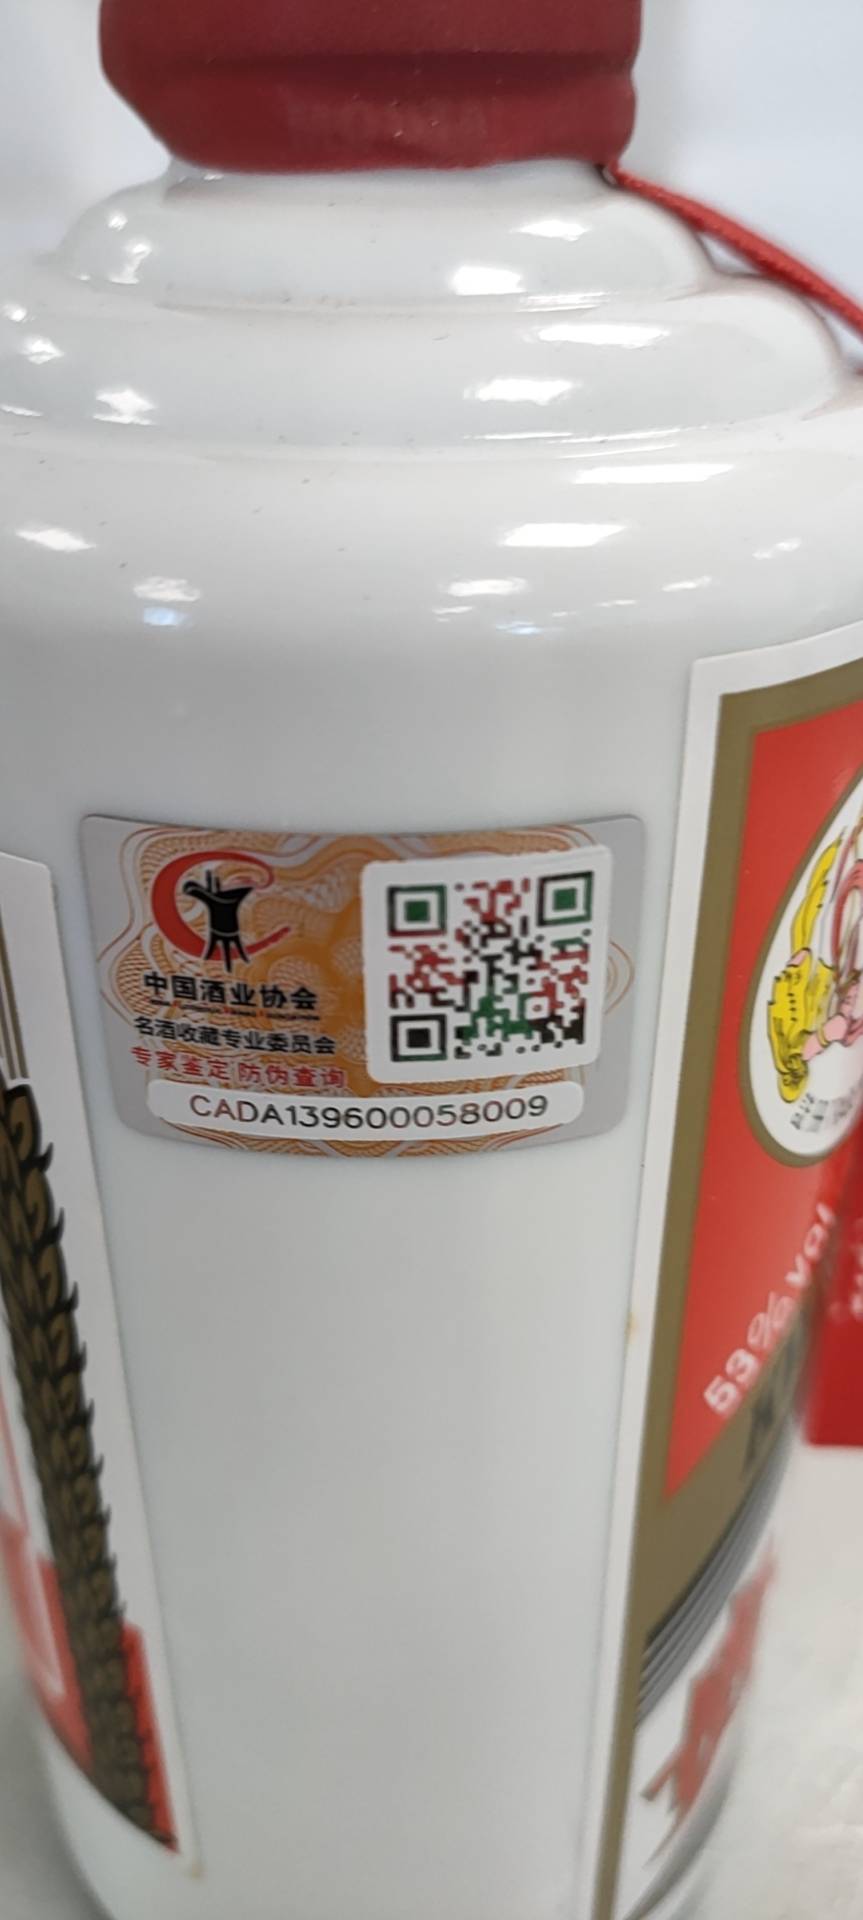 中国酒业协会
名酒收藏专业委员会
专家鉴定 防伪查询
CADA139600058009
53%vol